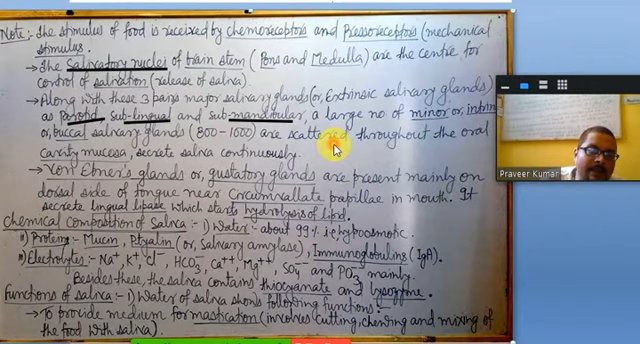 Note :- The stimulus of food is received by chemoreceptors and Pressoreceptors (mechanical
stimulus.
→ The Salivatory nuclei of brain stem (Pons and Medulla) are the centre for
control of salivation (release of saliva)
→ Along with these 3 pairs major salivary glands (or, Extrinsic salivary glands)
as Parotid sub-lingual and sub-mandibular, a large no of minor or, intrin
or, buccal salivary glands (800-1000) are scattered throughout the oral
cavity mucosa, secrete saliva continuously.
→ Von Ebner's glands or, gustatory glands are present mainly on
dorsal side of tongue near Circumvallate papillae in mouth. It
secrete lingual lipase which starts hydrolysis of lipid.
Praveer Kumar
Chemical composition of Saliva :- i) Water - about 99% i.e, hypoosmotic.
ii) Proteins - Mucin, Ptyalin (or, Salivary amylase), Immunoglobulins (IgA).
iii) Electrolytes - Na+, K+, Cl-, HCO3-, Ca++, Mg++, SO4-- and PO4 mainly.
Besides these, the saliva contains thiocyanate and lysozyme.
Functions of saliva :- i) Water of saliva shows following functions :-
→ To provide medium for mastication (involves cutting, chewing and mixing of
the food with saliva).